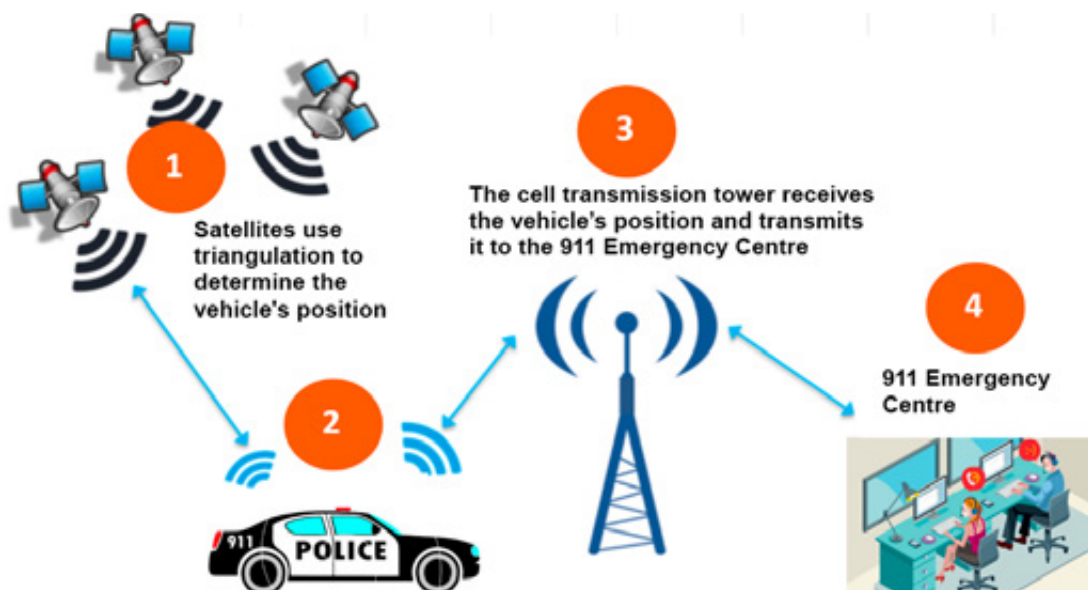 1
Satellites use
triangulation to
determine the
vehicle's position
2
911
POLICE
3
The cell transmission tower receives
the vehicle's position and transmits
it to the 911 Emergency Centre
4
911 Emergency
Centre